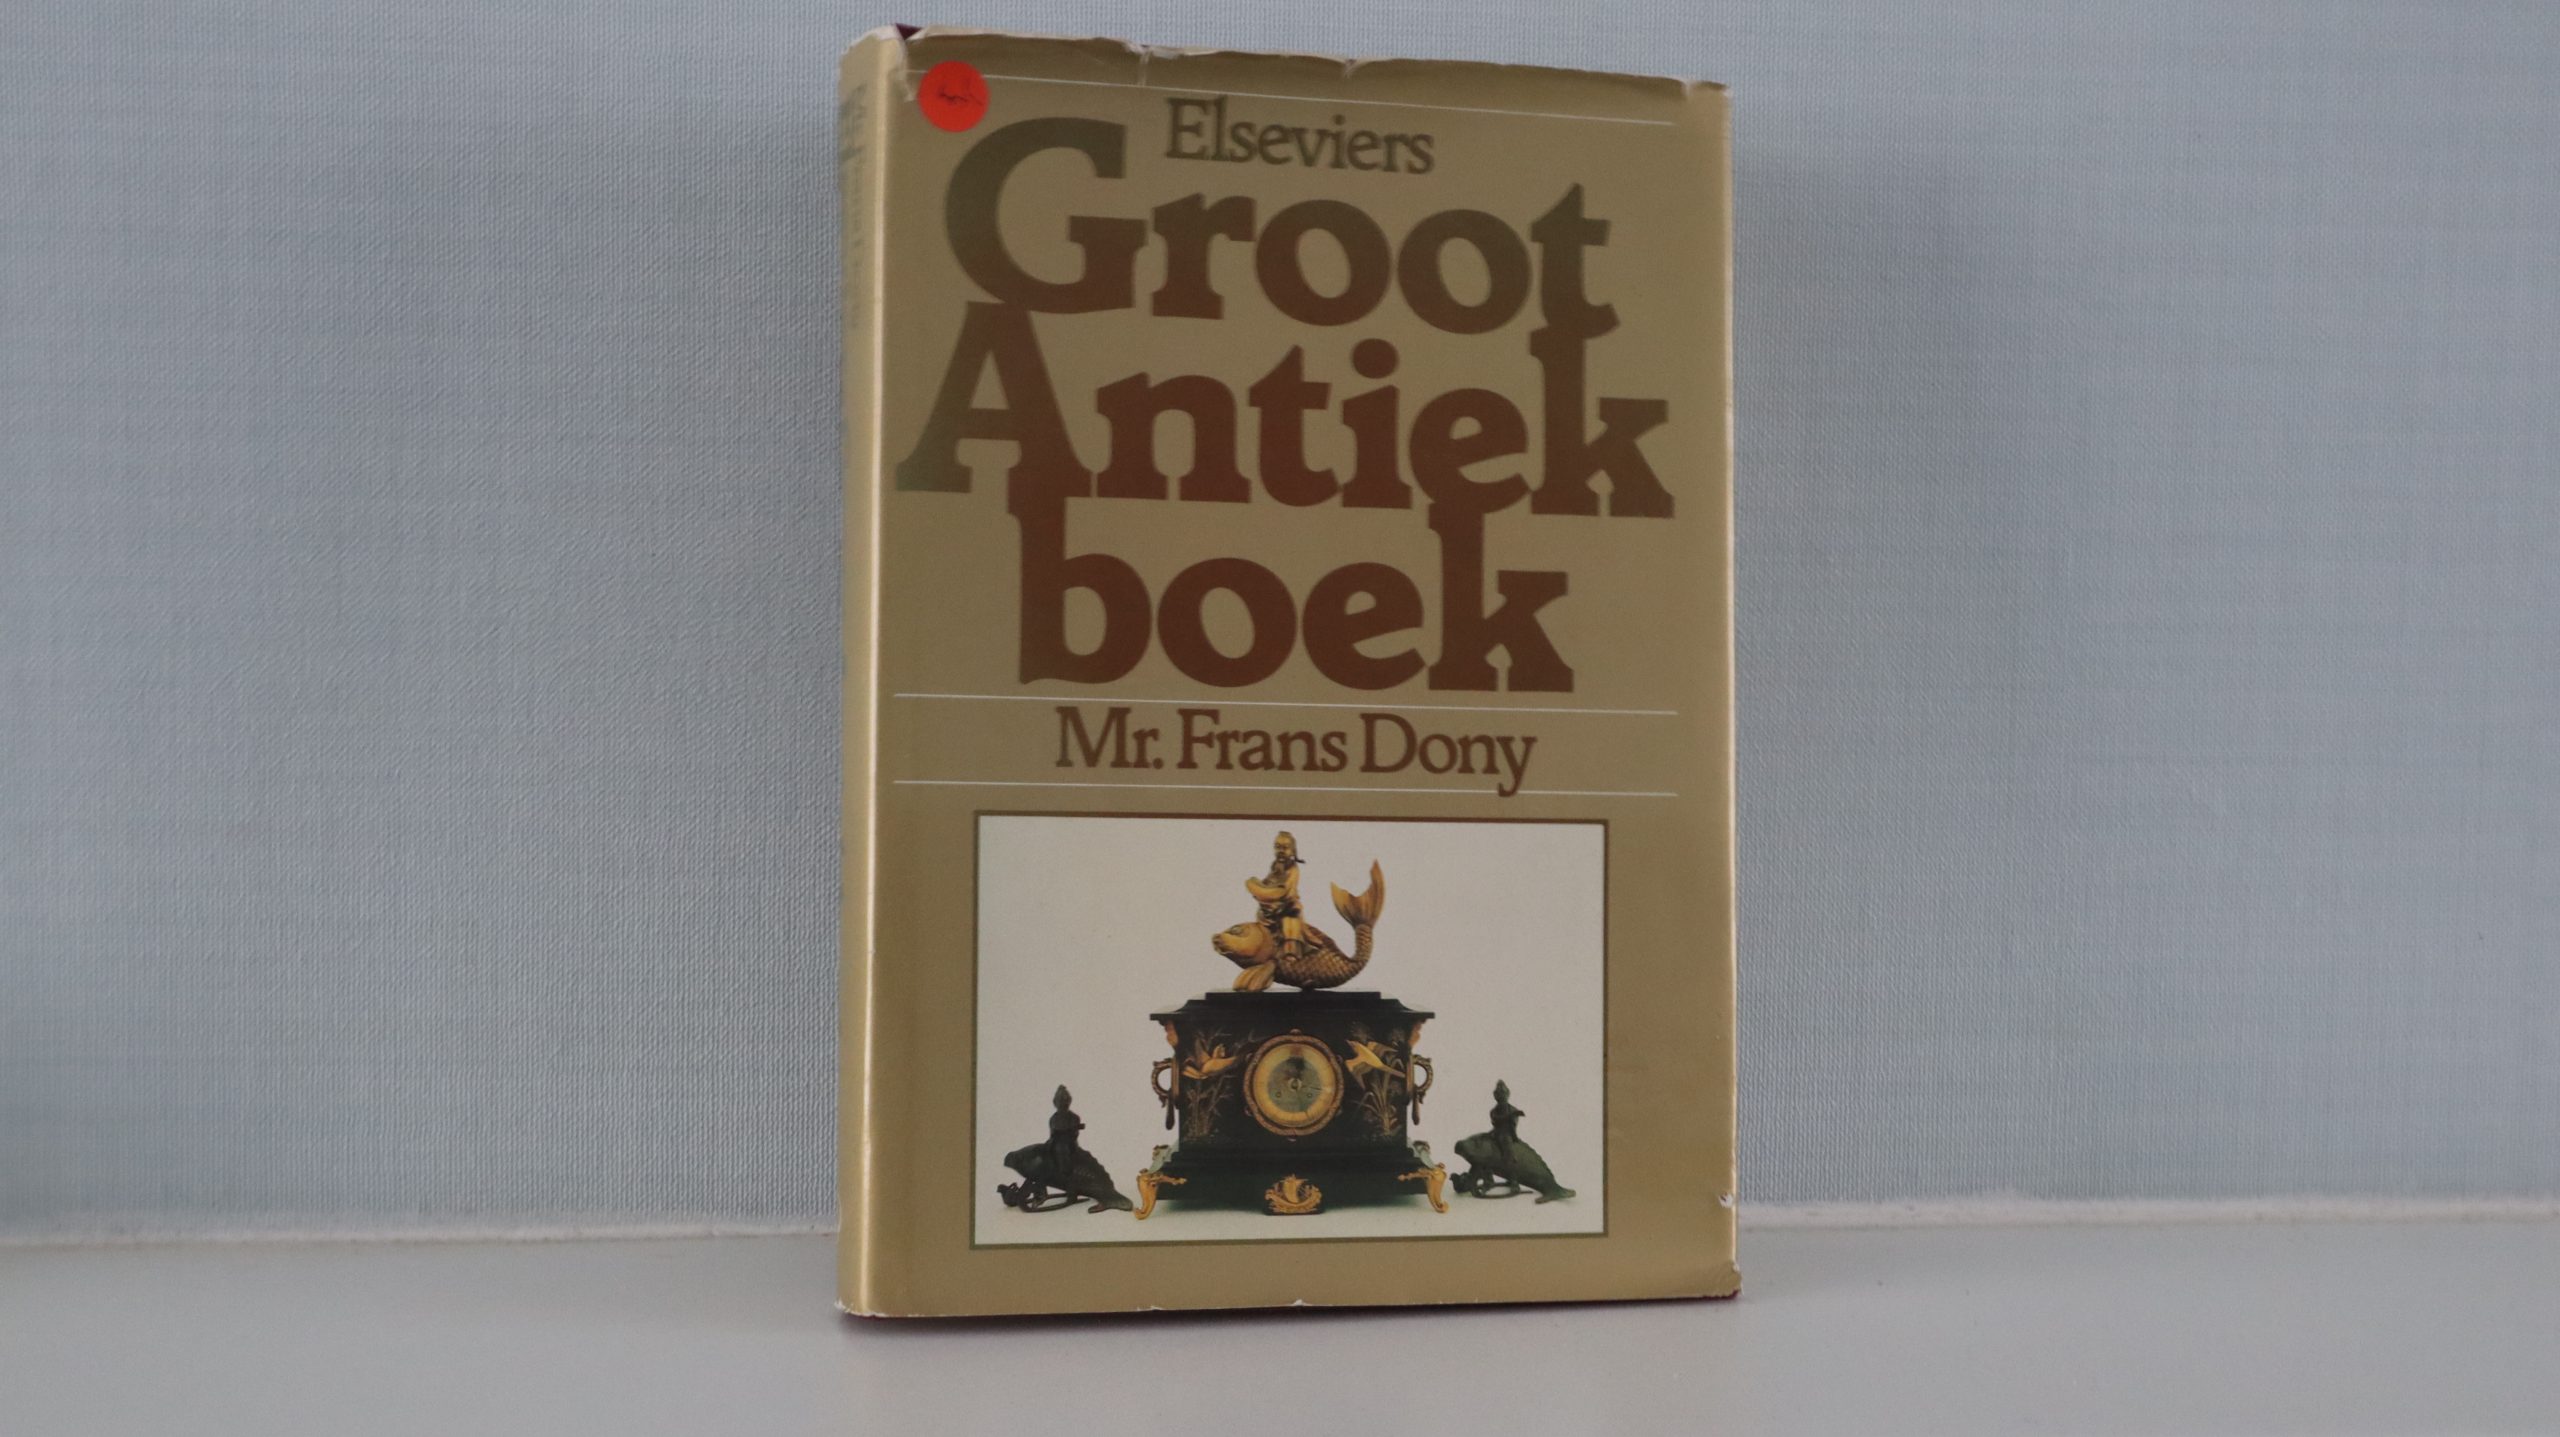 Elseviers
Groot
Antiek
boek
Mr. Frans Dony